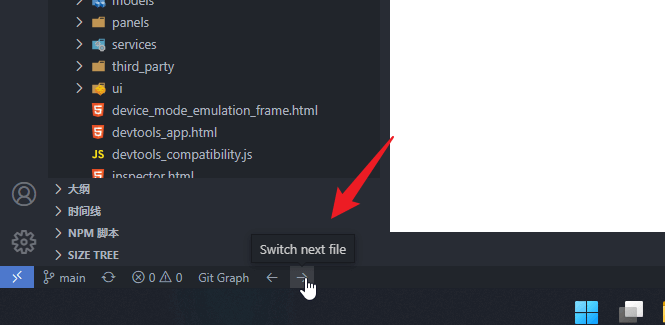 models
panels
services
third_party
ui
device_mode_emulation_frame.html
devtools_app.html
JS devtools_compatibility.js
inspector.html
大纲
时间线
NPM 脚本
SIZE TREE
Switch next file
main 0 0 Git Graph